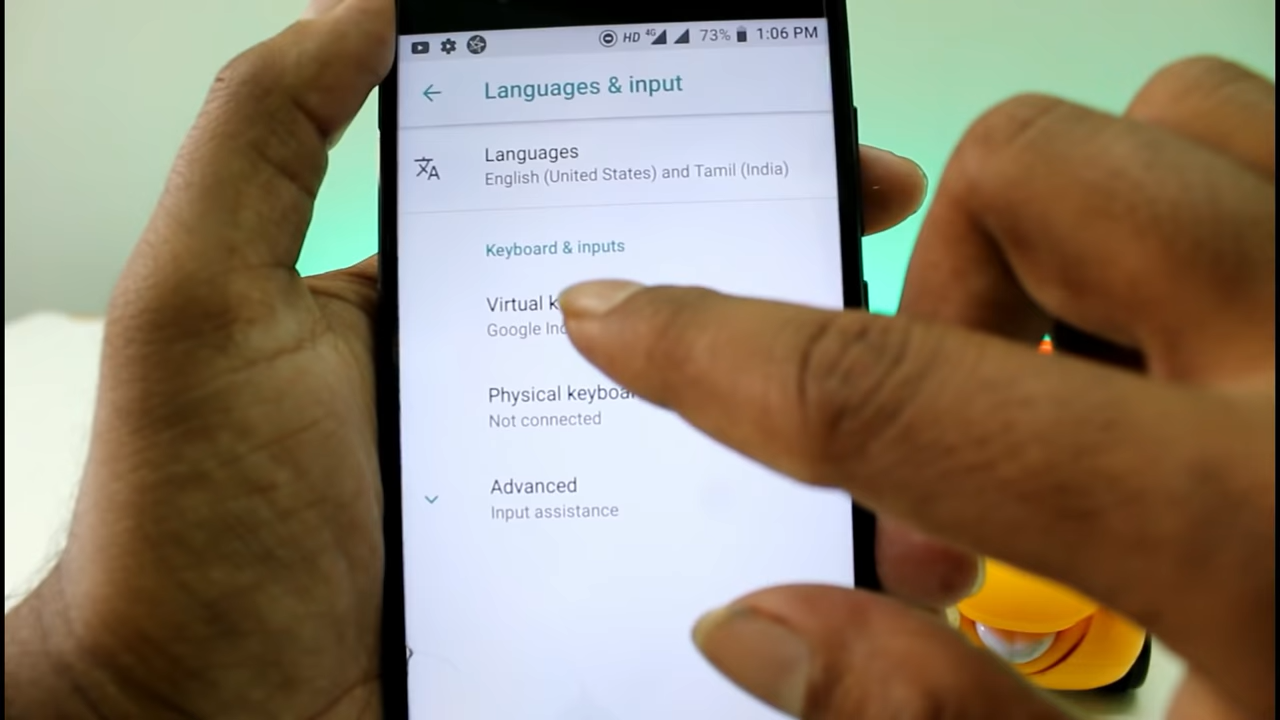 HD 4G 73% 1:06 PM
Languages & input
Languages
English (United States) and Tamil (India)
Keyboard & inputs
Virtual
Google
Physical
Not connected
Advanced
Input assistance